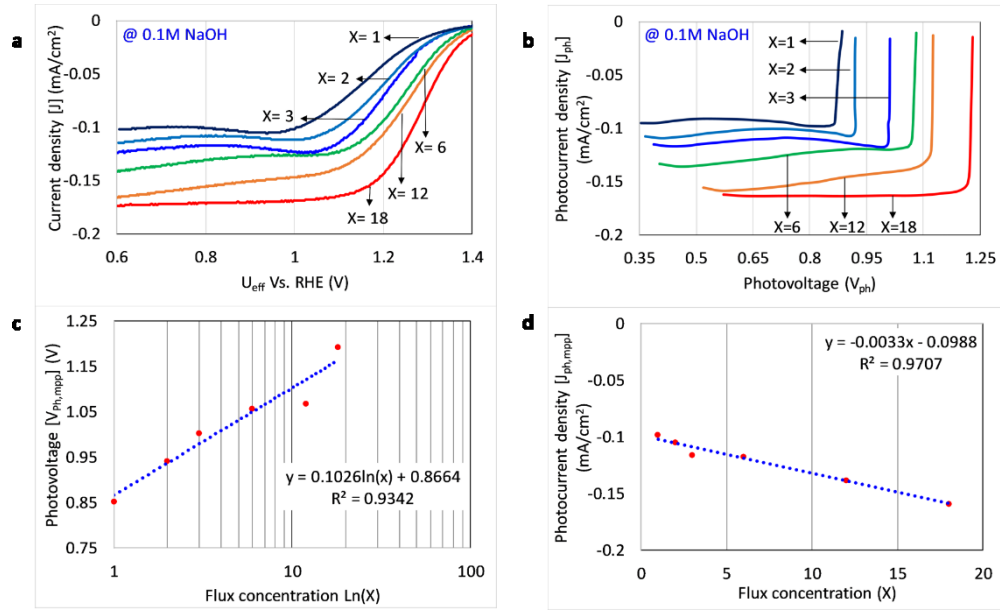 a
@ 0.1M NaOH
Current density [J] (mA/cm²)
0
-0.05
-0.1
-0.15
-0.2
X= 1
X= 2
X= 3
X= 6
X= 12
X= 18
0.6
0.8
1
1.2
1.4
U_eff Vs. RHE (V)
b
@ 0.1M NaOH
Photocurrent density [J_ph]
(mA/cm²)
0
-0.05
-0.1
-0.15
-0.2
X=1
X=2
X=3
X=6
X=12
X=18
0.35
0.5
0.65
0.8
0.95
1.1
1.25
Photovoltage (V_ph)
c
Photovoltage [V_Ph,mpp] (V)
1.25
1.15
1.05
0.95
0.85
0.75
y = 0.1026ln(x) + 0.8664
R² = 0.9342
1
10
100
Flux concentration Ln(X)
d
Photocurrent density [J_ph,mpp]
(mA/cm²)
0
-0.05
-0.1
-0.15
-0.2
y = -0.0033x - 0.0988
R² = 0.9707
0
5
10
15
20
Flux concentration (X)